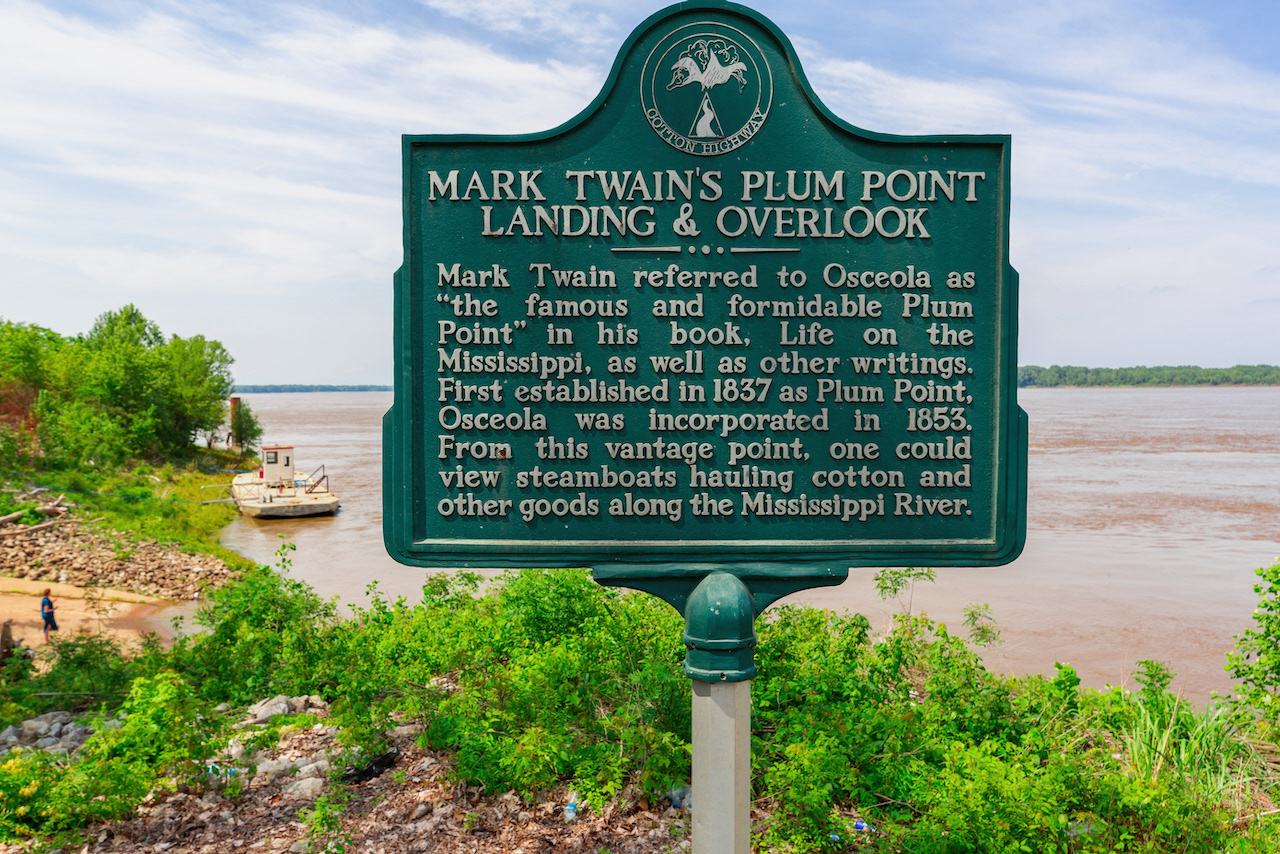 COTTON HIGHWAY
MARK TWAIN'S PLUM POINT
LANDING & OVERLOOK
Mark Twain referred to Osceola as
“the famous and formidable Plum
Point” in his book, Life on the
Mississippi, as well as other writings.
First established in 1837 as Plum Point,
Osceola was incorporated in 1853.
From this vantage point, one could
view steamboats hauling cotton and
other goods along the Mississippi River.